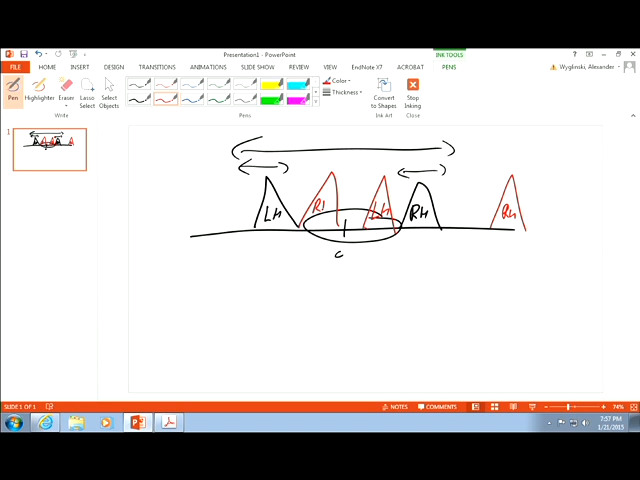 Presentation1 - PowerPoint
INK TOOLS
FILE HOME INSERT DESIGN TRANSITIONS ANIMATIONS SLIDE SHOW REVIEW VIEW EndNote X7 ACROBAT PENS Wyglinski, Alexander
Pen Highlighter Eraser Lasso Select Select Objects
Color
Thickness
Convert to Shapes
Stop Inking
Write Pens Ink Art Close
1
LH RH LH RH RH
0
SLIDE 1 OF 1 NOTES COMMENTS 74%
7:57 PM
1/21/2015